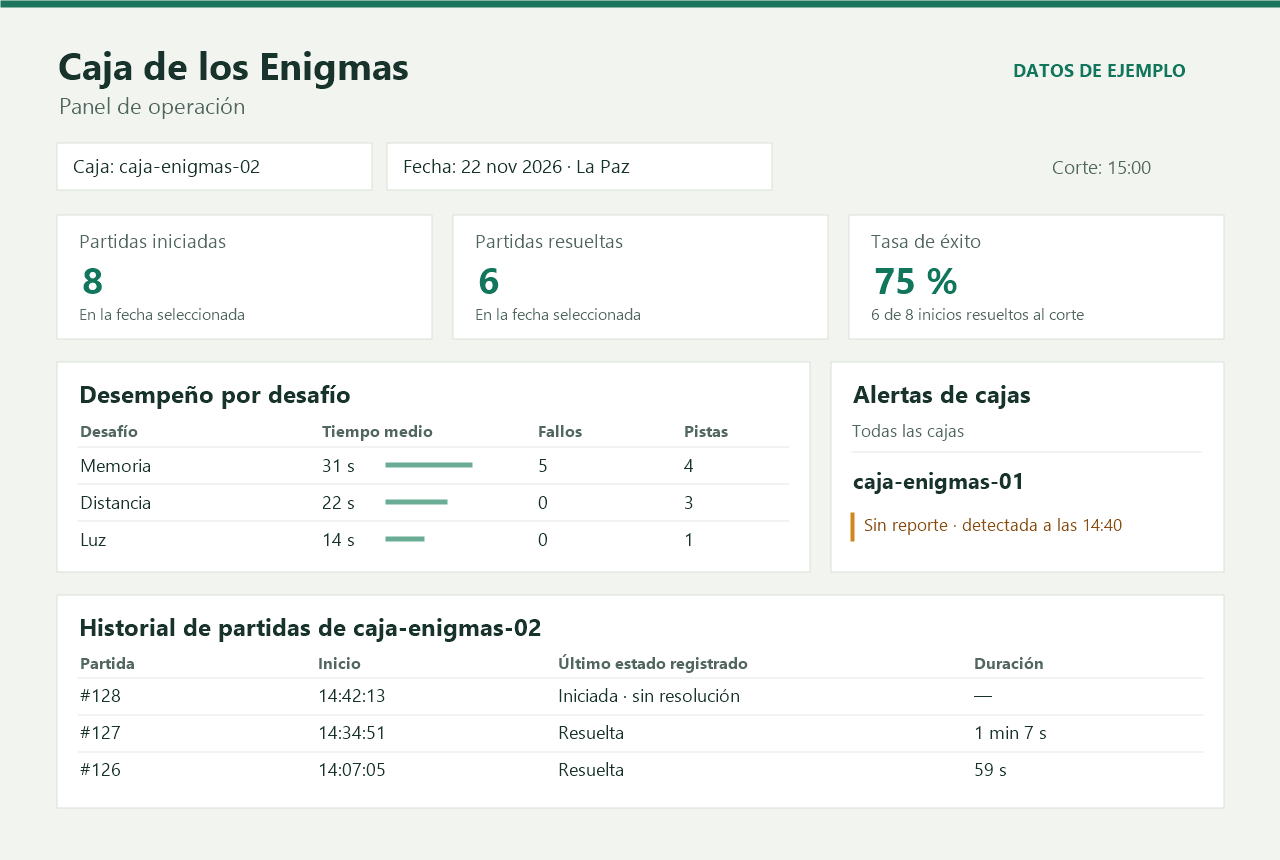 Caja de los Enigmas
DATOS DE EJEMPLO
Panel de operación
Caja: caja-enigmas-02
Fecha: 22 nov 2026 · La Paz
Corte: 15:00
Partidas iniciadas
8
En la fecha seleccionada
Partidas resueltas
6
En la fecha seleccionada
Tasa de éxito
75 %
6 de 8 inicios resueltos al corte
Desempeño por desafío
Desafío Tiempo medio Fallos Pistas
Memoria 31 s 5 4
Distancia 22 s 0 3
Luz 14 s 0 1
Alertas de cajas
Todas las cajas
caja-enigmas-01
Sin reporte · detectada a las 14:40
Historial de partidas de caja-enigmas-02
Partida Inicio Último estado registrado Duración
#128 14:42:13 Iniciada · sin resolución —
#127 14:34:51 Resuelta 1 min 7 s
#126 14:07:05 Resuelta 59 s